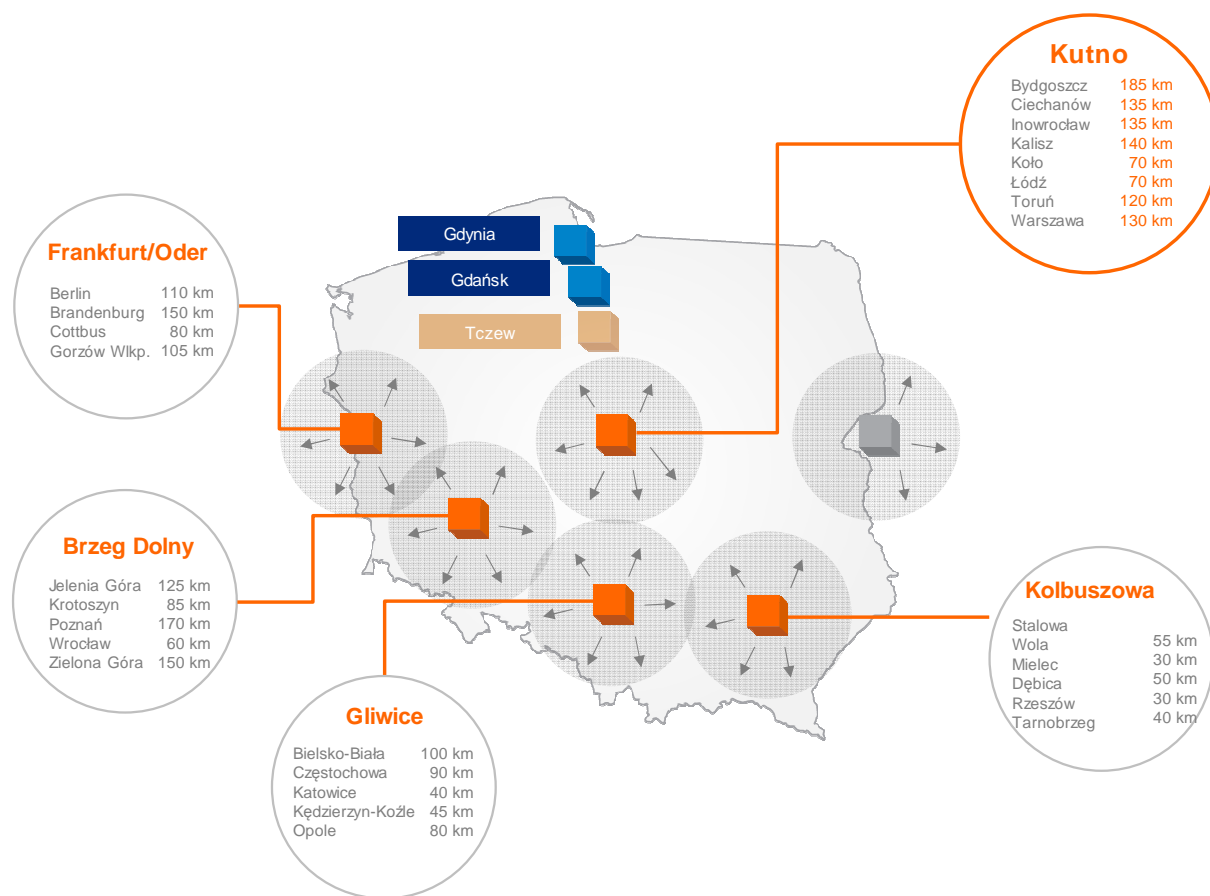 Kutno
Bydgoszcz 185 km
Ciechanów 135 km
Inowrocław 135 km
Kalisz 140 km
Koło 70 km
Łódź 70 km
Toruń 120 km
Warszawa 130 km
Gdynia
Gdańsk
Tczew
Frankfurt/Oder
Berlin 110 km
Brandenburg 150 km
Cottbus 80 km
Gorzów Wlkp. 105 km
Brzeg Dolny
Jelenia Góra 125 km
Krotoszyn 85 km
Poznań 170 km
Wrocław 60 km
Zielona Góra 150 km
Kolbuszowa
Stalowa
Wola 55 km
Mielec 30 km
Dębica 50 km
Rzeszów 30 km
Tarnobrzeg 40 km
Gliwice
Bielsko-Biała 100 km
Częstochowa 90 km
Katowice 40 km
Kędzierzyn-Koźle 45 km
Opole 80 km